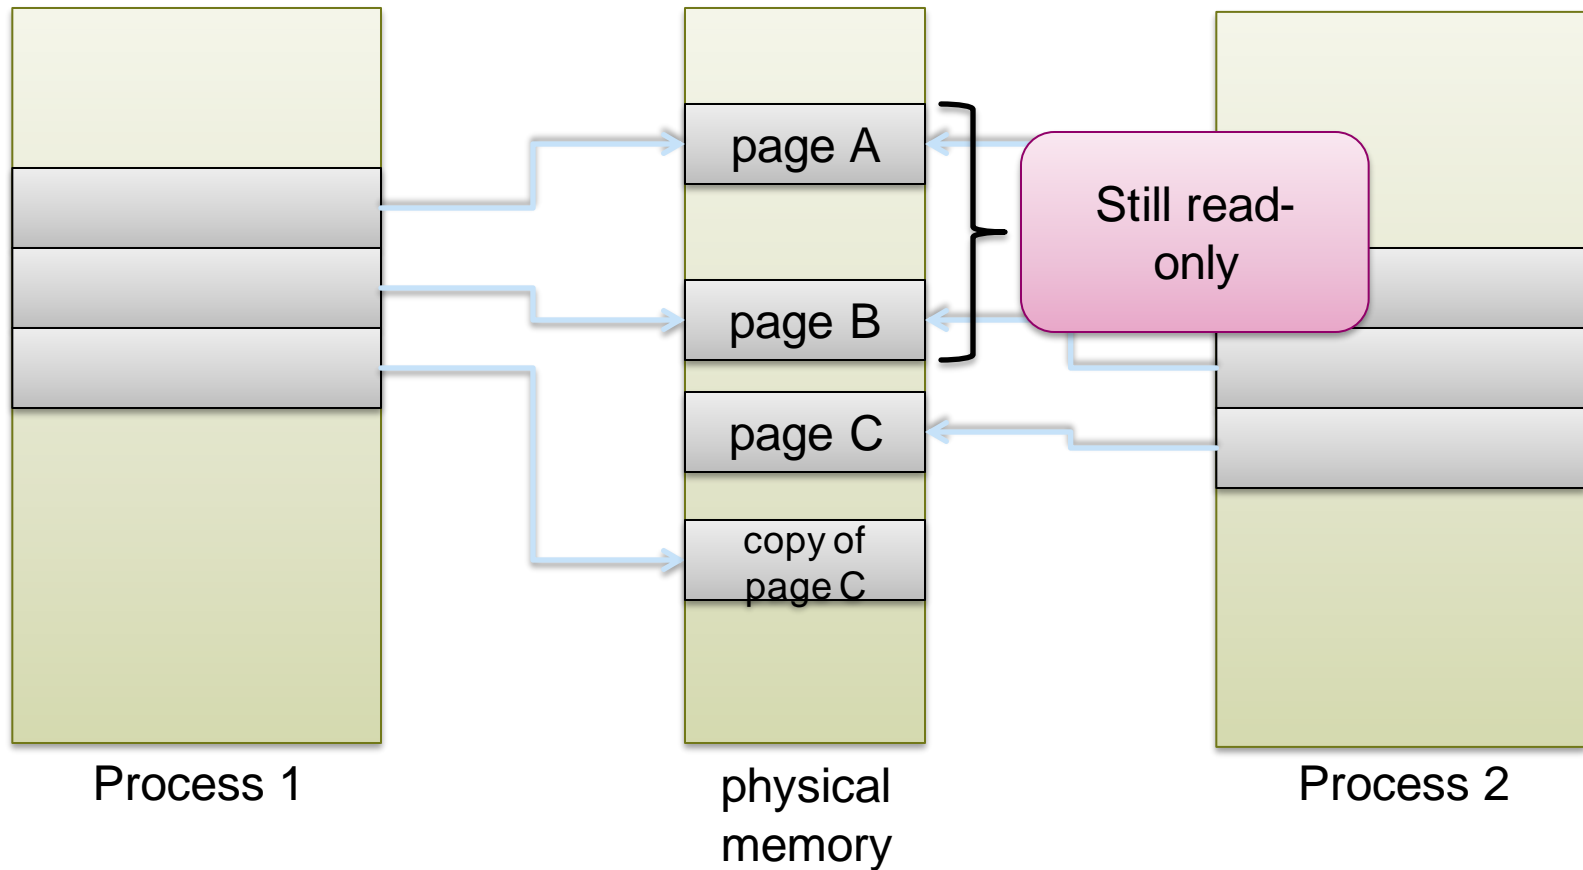 page A
Still read-
only
page B
page C
copy of
page C
Process 1
physical
memory
Process 2